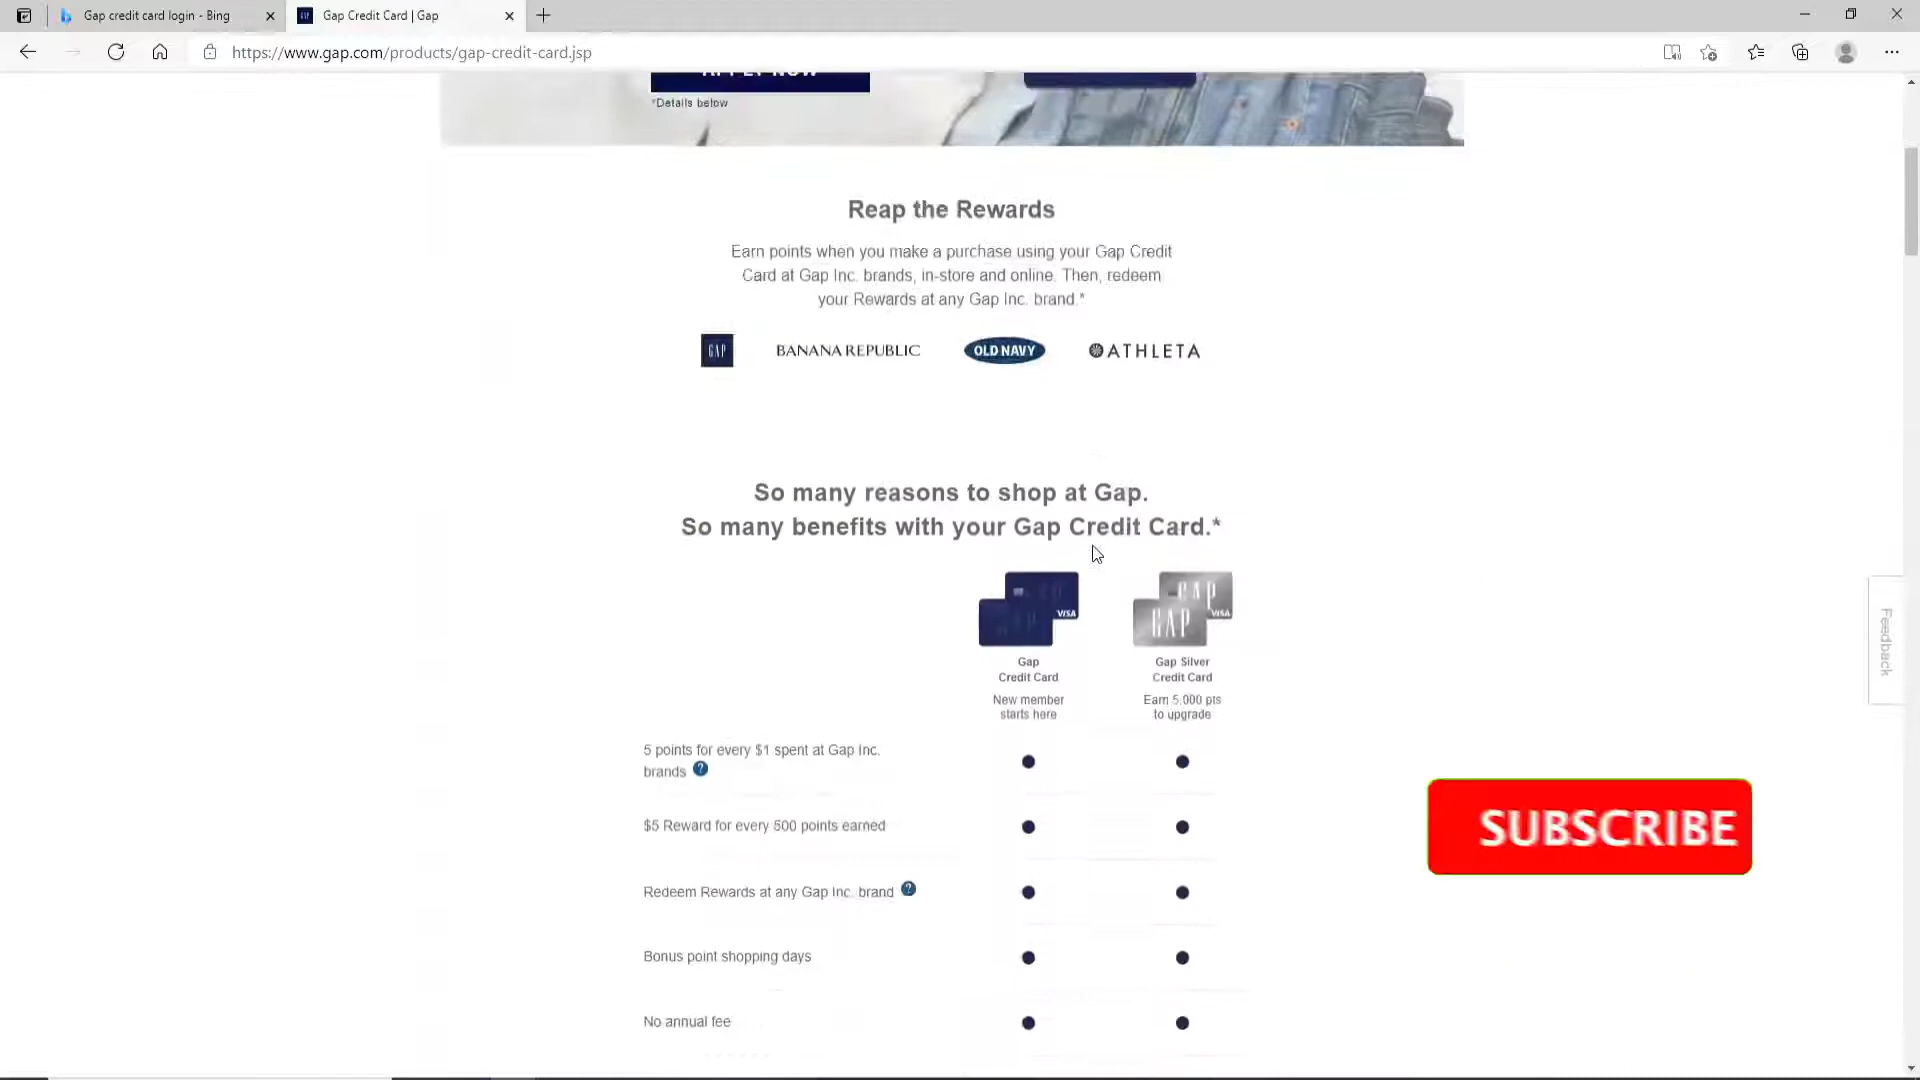 Gap credit card login - Bing
Gap Credit Card | Gap
https://www.gap.com/products/gap-credit-card.jsp
APPLY NOW
*Details below
Reap the Rewards
Earn points when you make a purchase using your Gap Credit
Card at Gap Inc. brands, in-store and online. Then, redeem
your Rewards at any Gap Inc. brand.*
GAP BANANA REPUBLIC OLD NAVY ATHLETA
So many reasons to shop at Gap.
So many benefits with your Gap Credit Card.*
VISA
GAP VISA
GAP
Gap
Credit Card
New member
starts here
Gap Silver
Credit Card
Earn 5,000 pts
to upgrade
5 points for every $1 spent at Gap Inc.
brands ?
$5 Reward for every 500 points earned
Redeem Rewards at any Gap Inc. brand ?
Bonus point shopping days
No annual fee
Feedback
SUBSCRIBE